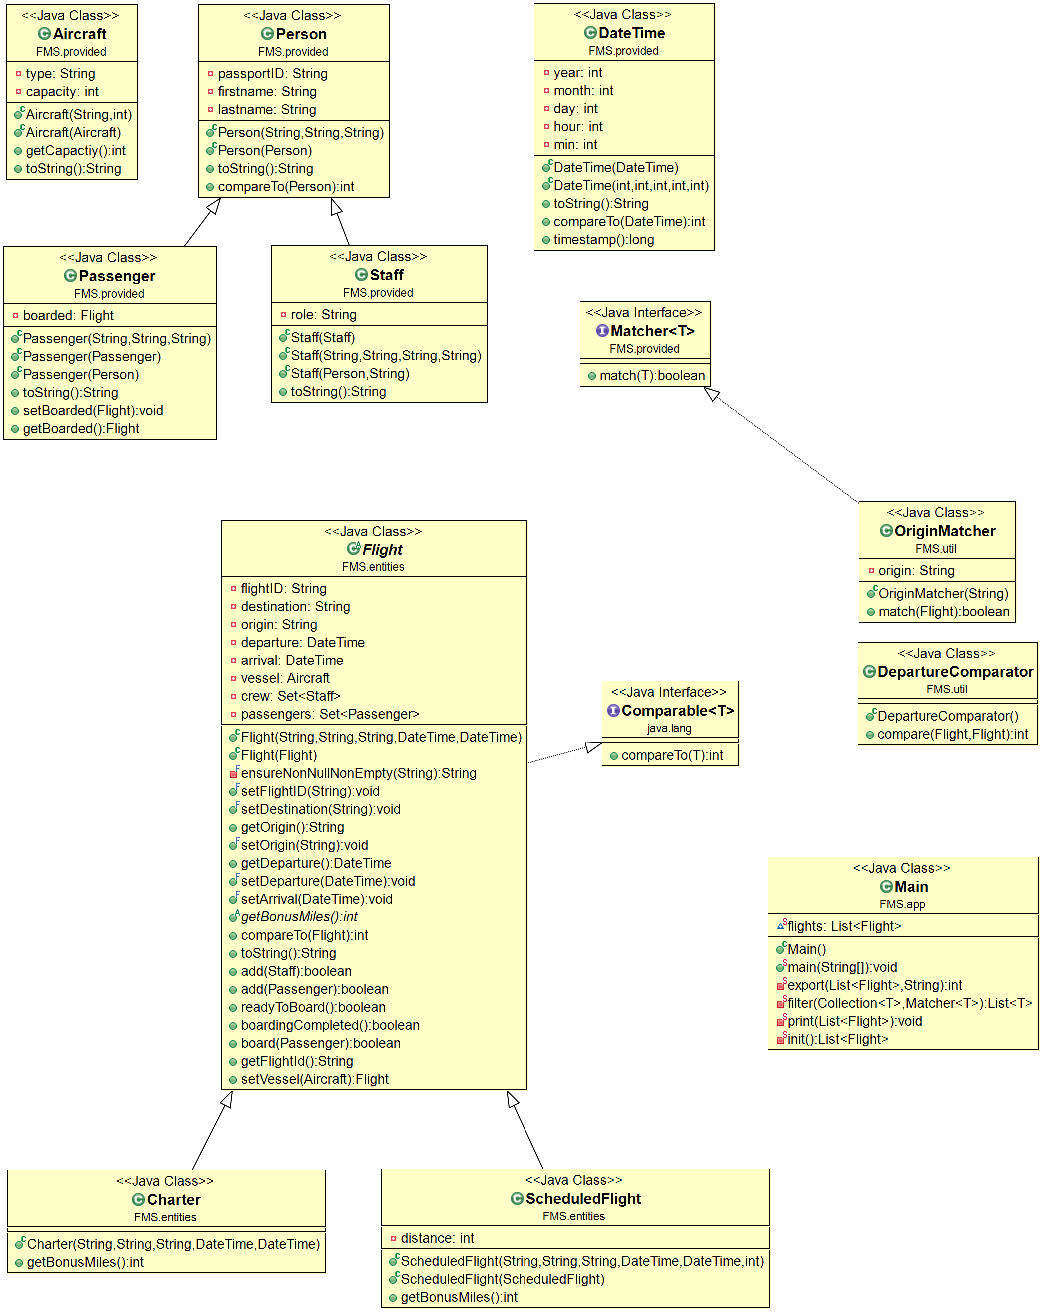 <<Java Class>>
Aircraft
FMS.provided
type: String
capacity: int
Aircraft(String,int)
Aircraft(Aircraft)
getCapactiy():int
toString():String
<<Java Class>>
Person
FMS.provided
passportID: String
firstname: String
lastname: String
Person(String,String,String)
Person(Person)
toString():String
compareTo(Person):int
<<Java Class>>
DateTime
FMS.provided
year: int
month: int
day: int
hour: int
min: int
DateTime(DateTime)
DateTime(int,int,int,int,int)
toString():String
compareTo(DateTime):int
timestamp():long
<<Java Class>>
Passenger
FMS.provided
boarded: Flight
Passenger(String,String,String)
Passenger(Passenger)
Passenger(Person)
toString():String
setBoarded(Flight):void
getBoarded():Flight
<<Java Class>>
Staff
FMS.provided
role: String
Staff(Staff)
Staff(String,String,String,String)
Staff(Person,String)
toString():String
<<Java Interface>>
Matcher<T>
FMS.provided
match(T):boolean
<<Java Class>>
OriginMatcher
FMS.util
origin: String
OriginMatcher(String)
match(Flight):boolean
<<Java Class>>
Flight
FMS.entities
flightID: String
destination: String
origin: String
departure: DateTime
arrival: DateTime
vessel: Aircraft
crew: Set<Staff>
passengers: Set<Passenger>
Flight(String,String,String,DateTime,DateTime)
Flight(Flight)
ensureNonNullNonEmpty(String):String
setFlightID(String):void
setDestination(String):void
getOrigin():String
setOrigin(String):void
getDeparture():DateTime
setDeparture(DateTime):void
setArrival(DateTime):void
getBonusMiles():int
compareTo(Flight):int
toString():String
add(Staff):boolean
add(Passenger):boolean
readyToBoard():boolean
boardingCompleted():boolean
board(Passenger):boolean
getFlightId():String
setVessel(Aircraft):Flight
<<Java Class>>
DepartureComparator
FMS.util
DepartureComparator()
compare(Flight,Flight):int
<<Java Interface>>
Comparable<T>
java.lang
compareTo(T):int
<<Java Class>>
Main
FMS.app
flights: List<Flight>
Main()
main(String[]):void
export(List<Flight>,String):int
filter(Collection<T>,Matcher<T>):List<T>
print(List<Flight>):void
init():List<Flight>
<<Java Class>>
Charter
FMS.entities
Charter(String,String,String,DateTime,DateTime)
getBonusMiles():int
<<Java Class>>
ScheduledFlight
FMS.entities
distance: int
ScheduledFlight(String,String,String,DateTime,DateTime,int)
ScheduledFlight(ScheduledFlight)
getBonusMiles():int